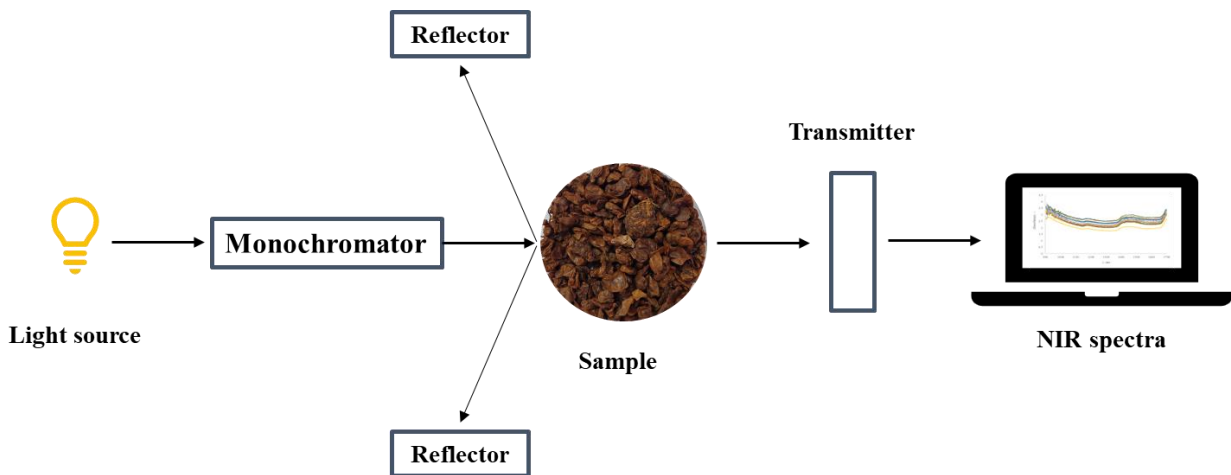 Reflector
Transmitter
Monochromator
Light source
Sample
NIR spectra
Reflector